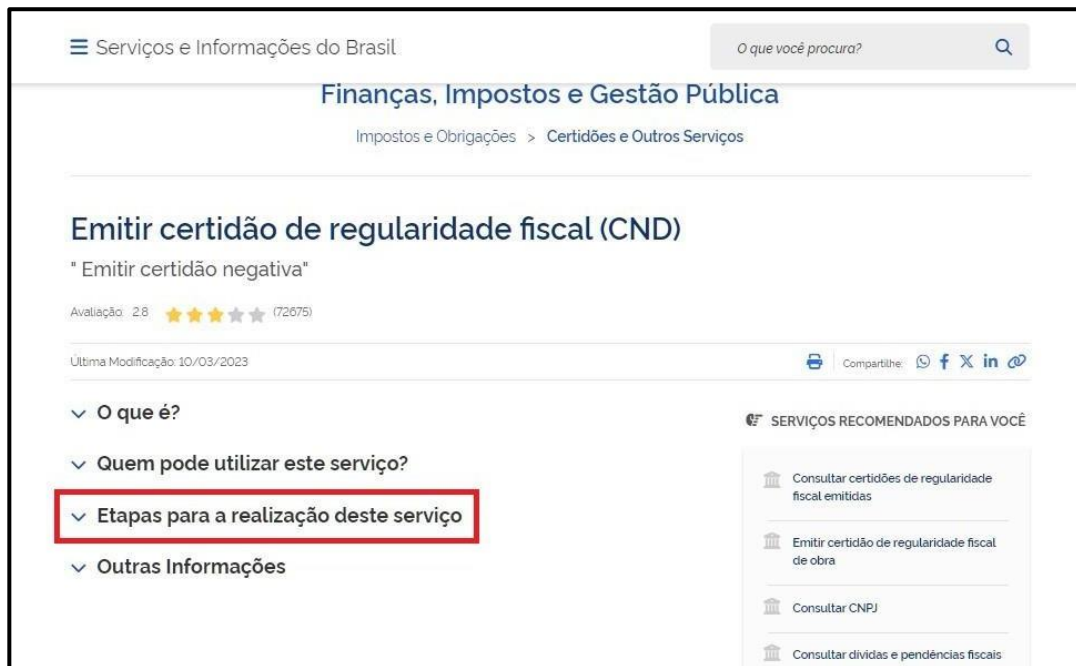 Serviços e Informações do Brasil
O que você procura?
Finanças, Impostos e Gestão Pública
Impostos e Obrigações > Certidões e Outros Serviços
Emitir certidão de regularidade fiscal (CND)
" Emitir certidão negativa"
Avaliação: 2.8 (72675)
Última Modificação: 10/03/2023
Compartilhe:
O que é?
Quem pode utilizar este serviço?
Etapas para a realização deste serviço
Outras Informações
SERVIÇOS RECOMENDADOS PARA VOCÊ
Consultar certidões de regularidade
fiscal emitidas
Emitir certidão de regularidade fiscal
de obra
Consultar CNPJ
Consultar dívidas e pendências fiscais